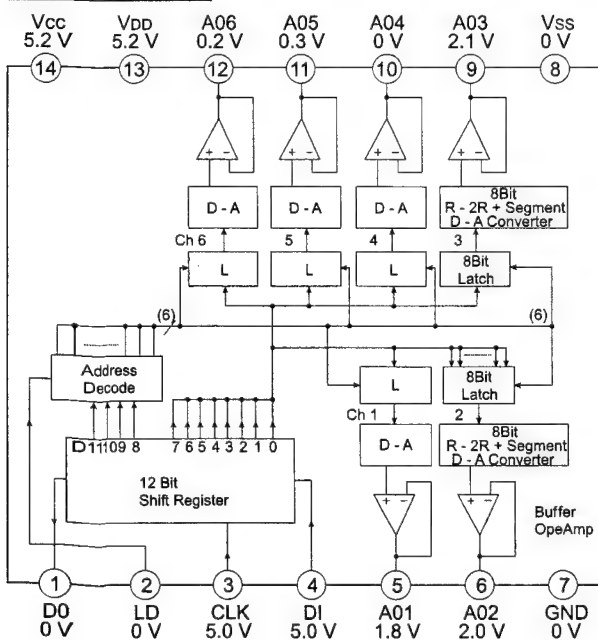 Vcc VDD A06 A05 A04 A03 Vss
5.2 V 5.2 V 0.2 V 0.3 V 0 V 2.1 V 0 V
14 13 12 11 10 9 8
+ - + - + - + -
D - A D - A D - A 8Bit R - 2R + Segment D - A Converter
Ch 6 5 4 3
L L L 8Bit Latch
(6) (6)
Address Decode
L 8Bit Latch
Ch 1 2
D 11 10 9 8 7 6 5 4 3 2 1 0
D - A 8Bit R - 2R + Segment D - A Converter
12 Bit Shift Register
+ - + -
Buffer OpeAmp
1 2 3 4 5 6 7
D0 LD CLK DI A01 A02 GND
0 V 0 V 5.0 V 5.0 V 1.8 V 2.0 V 0 V